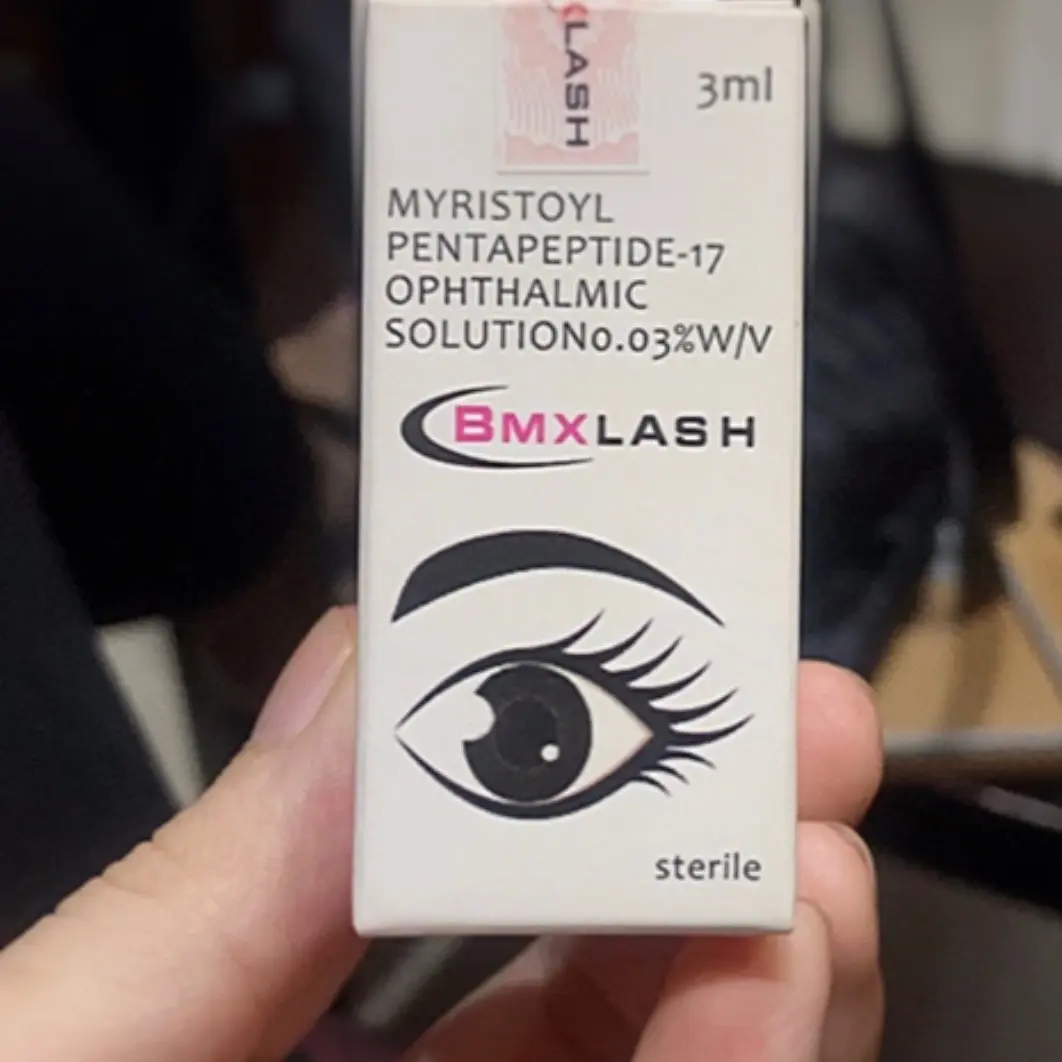 LASH
3ml
MYRISTOYL
PENTAPEPTIDE-17
OPHTHALMIC
SOLUTION0.03%W/V
BMXLASH
sterile